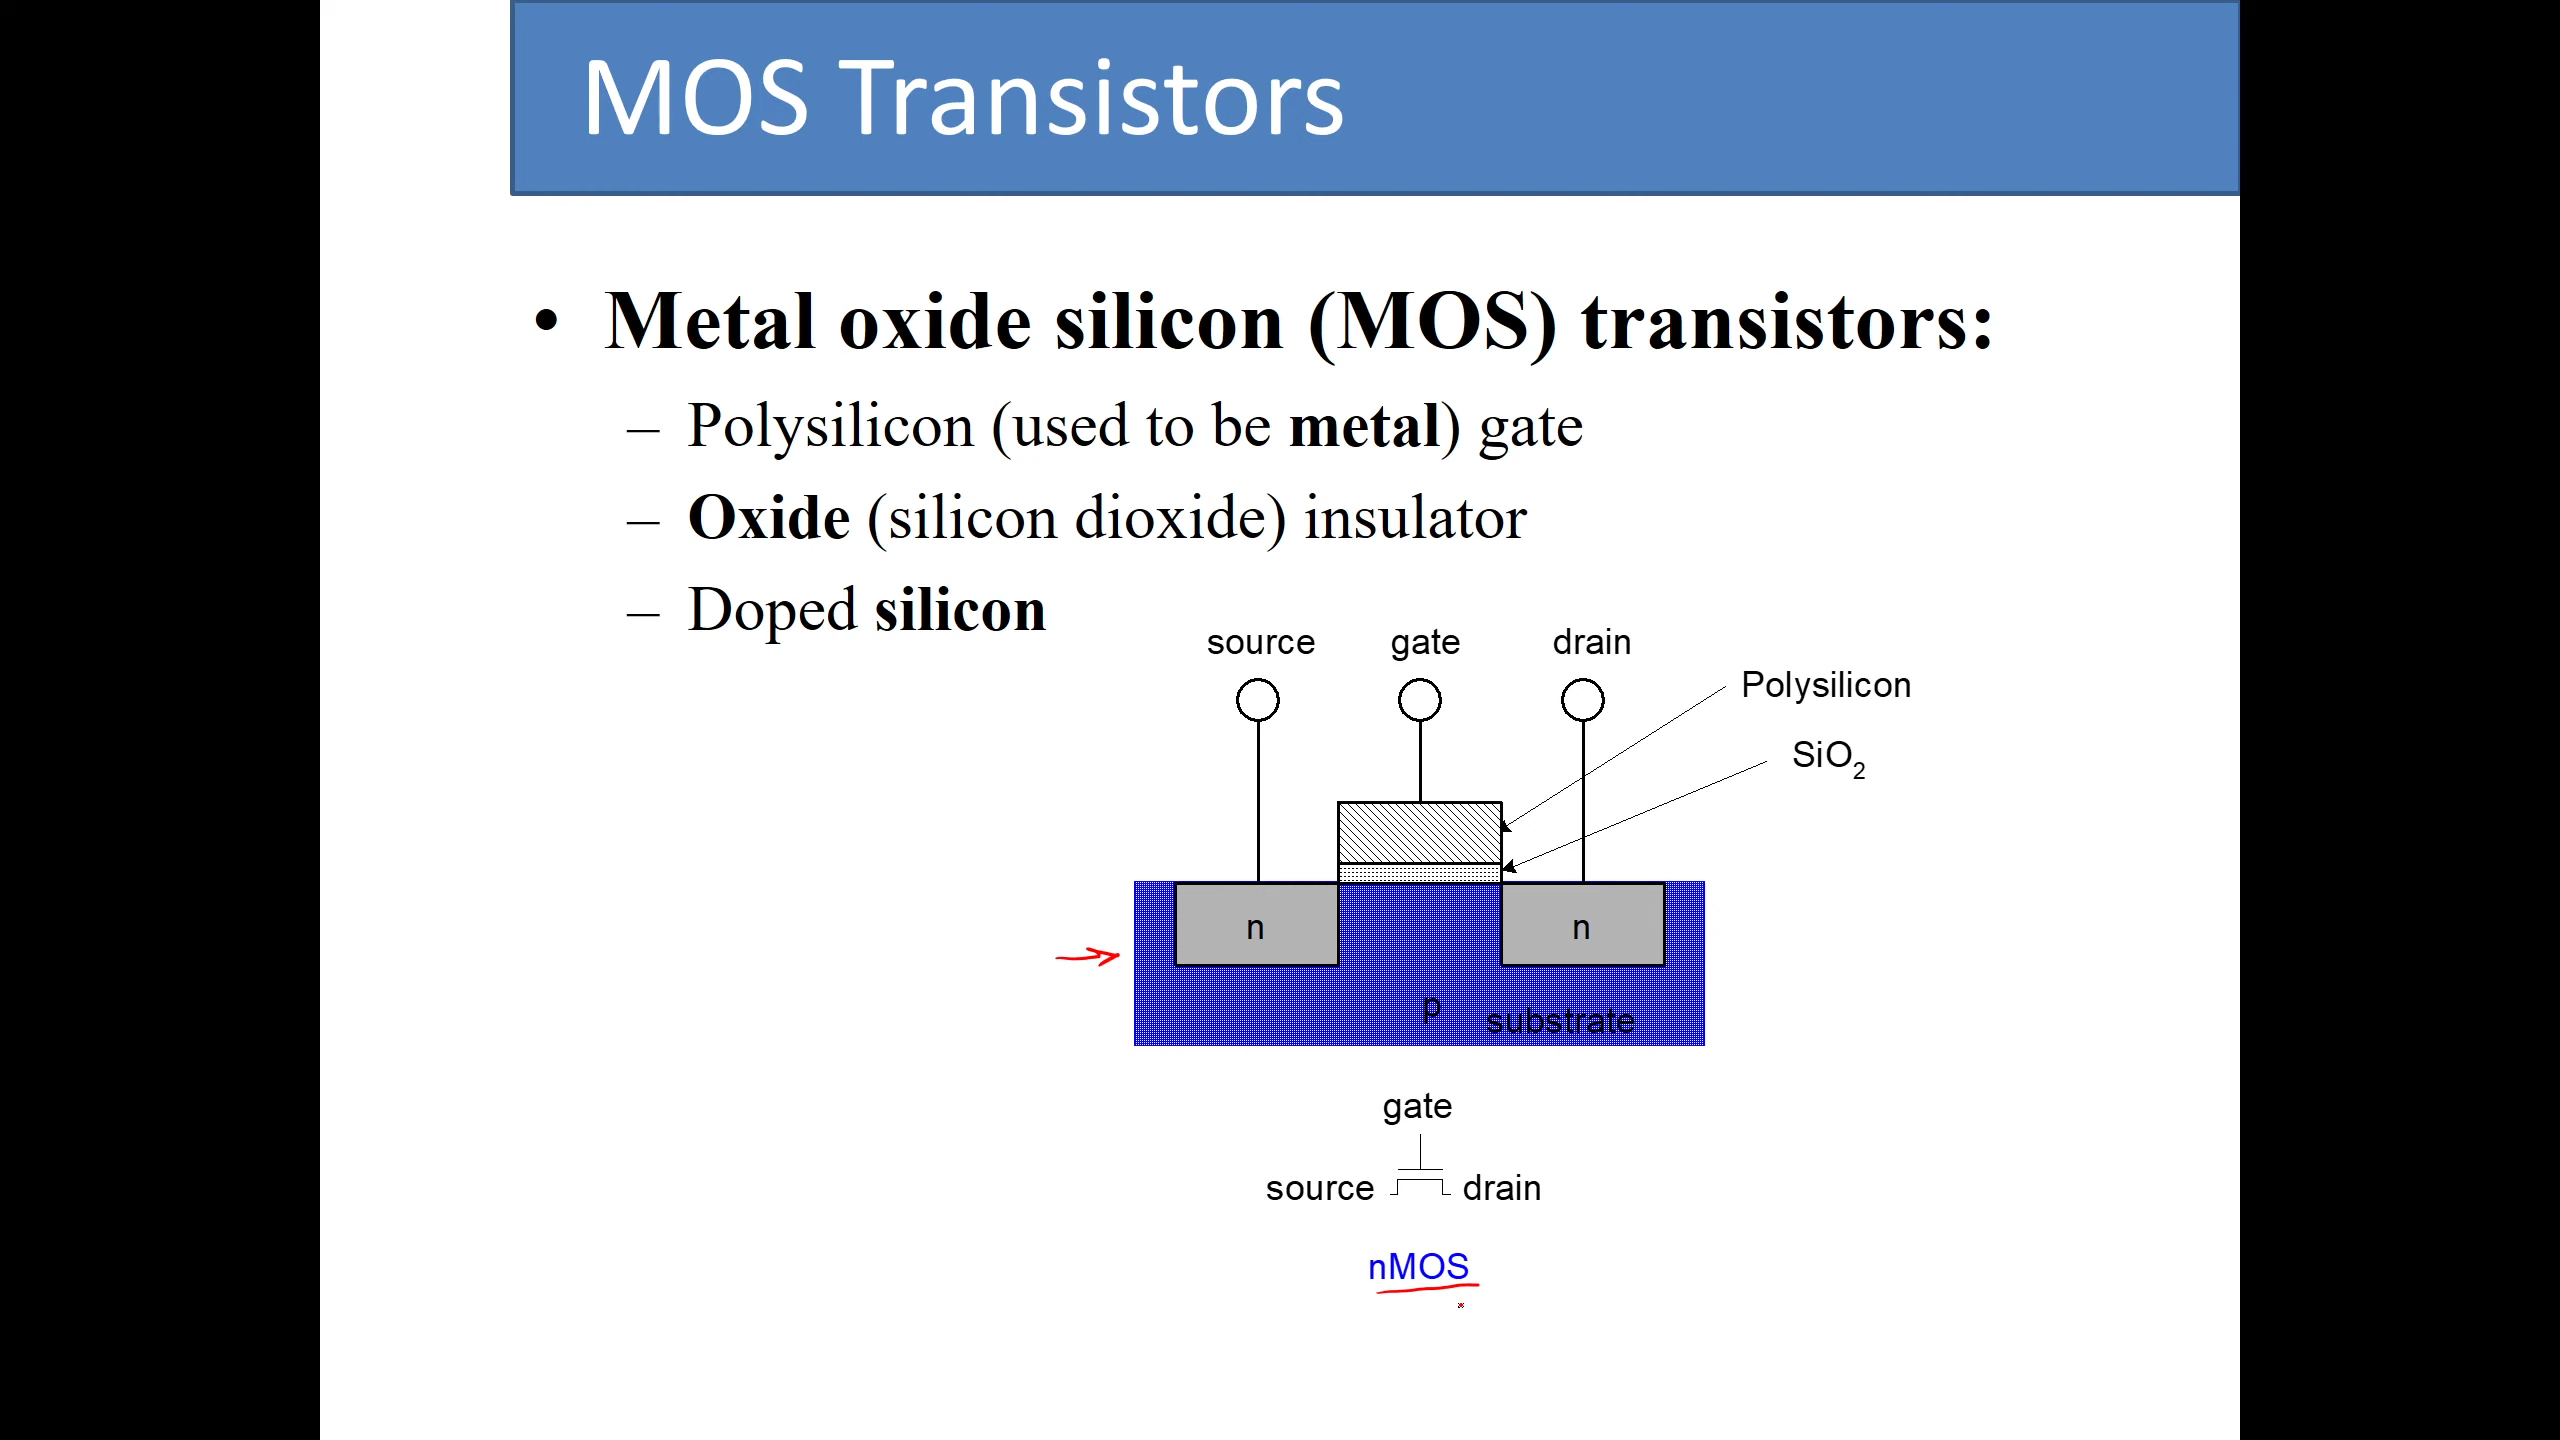 MOS Transistors
• Metal oxide silicon (MOS) transistors:
– Polysilicon (used to be metal) gate
– Oxide (silicon dioxide) insulator
– Doped silicon
source gate drain
Polysilicon
SiO2
n n
p substrate
gate
source drain
nMOS